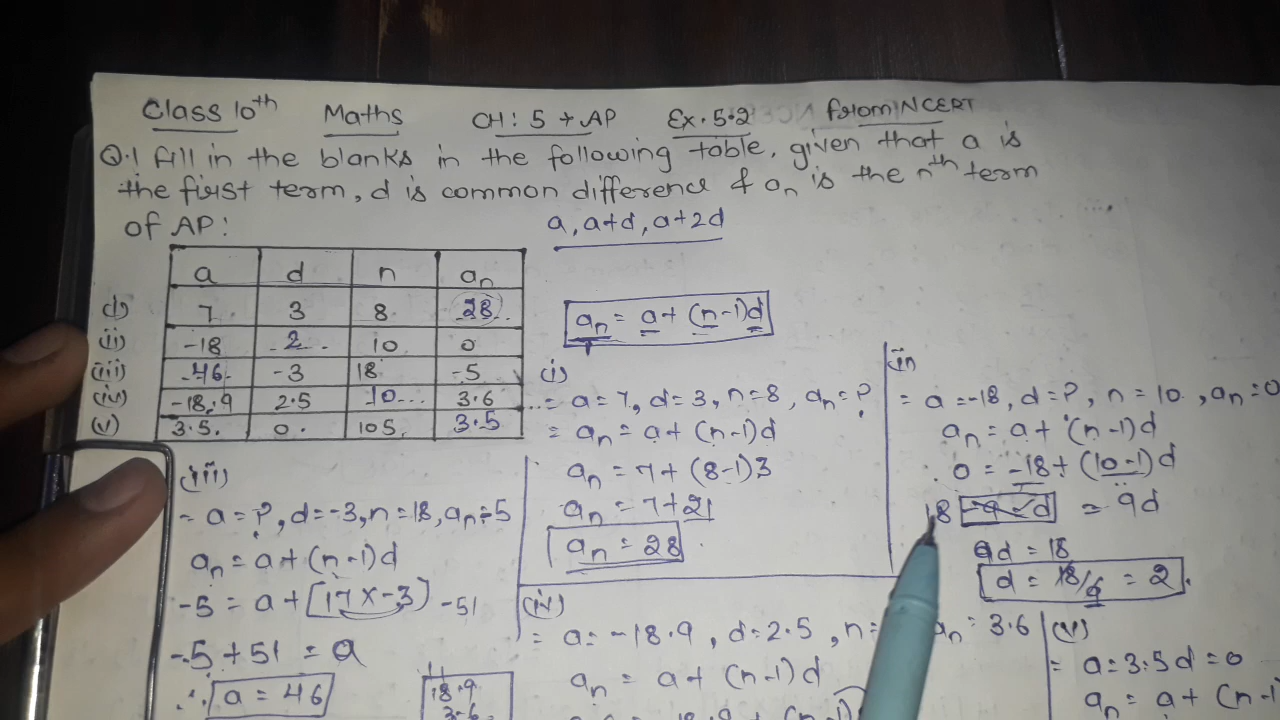 Class 10th Maths CH: 5 → AP Ex. 5.2 from NCERT
Q.1 Fill in the blanks in the following table, given that a is
the first term, d is common difference & an is the nth term
of AP:
a, a+d, a+2d
a d n an
(i) 7 3 8 28
(ii) -18 2 10 0
(iii) 46 -3 18 -5
(iv) -18.9 2.5 10 3.6
(v) 3.5 0 105 3.5
an = a + (n-1)d
(i)
= a=7, d=3, n=8, an=?
= an = a + (n-1)d
an = 7 + (8-1)3
an = 7+21
an = 28
(ii)
= a=-18, d=?, n=10, an=0
an = a + (n-1)d
0 = -18 + (10-1)d
18 = 9d
9d = 18
d = 18/9 = 2
(iii)
= a=?, d=-3, n=18, an=-5
an = a + (n-1)d
-5 = a + [17 x -3] -51
-5 + 51 = a
∴ a = 46
18.9
3.6
(iv)
= a = -18.9, d=2.5, n= an = 3.6
an = a + (n-1)d
(v)
= a=3.5 d=0
an = a + (n-1